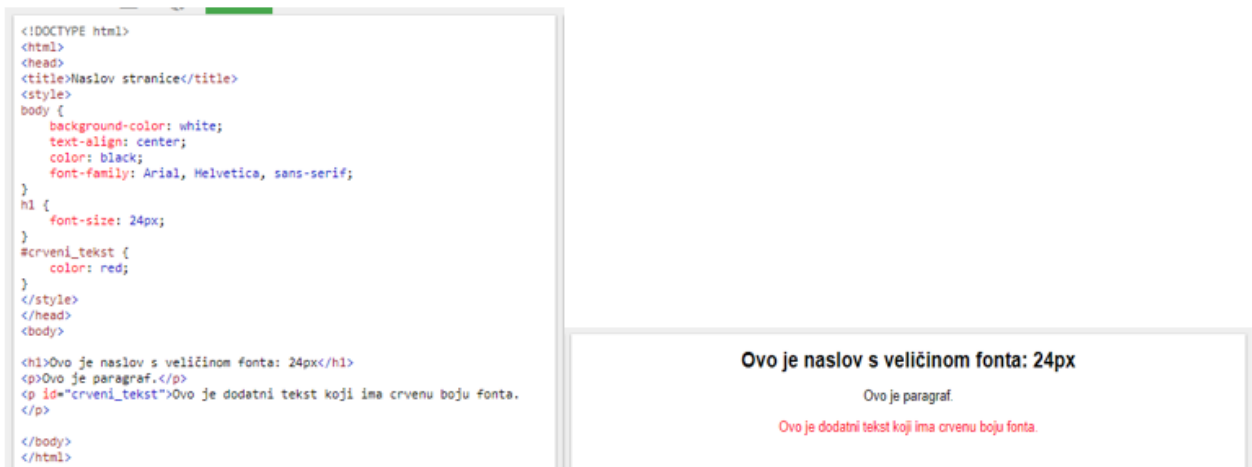 <!DOCTYPE html>
<html>
<head>
<title>Naslov stranice</title>
<style>
body {
    background-color: white;
    text-align: center;
    color: black;
    font-family: Arial, Helvetica, sans-serif;
}
h1 {
    font-size: 24px;
}
#crveni_tekst {
    color: red;
}
</style>
</head>
<body>

<h1>Ovo je naslov s veličinom fonta: 24px</h1>
<p>Ovo je paragraf.</p>
<p id="crveni_tekst">Ovo je dodatni tekst koji ima crvenu boju fonta.
</p>

</body>
</html>
Ovo je naslov s veličinom fonta: 24px
Ovo je paragraf.
Ovo je dodatni tekst koji ima crvenu boju fonta.